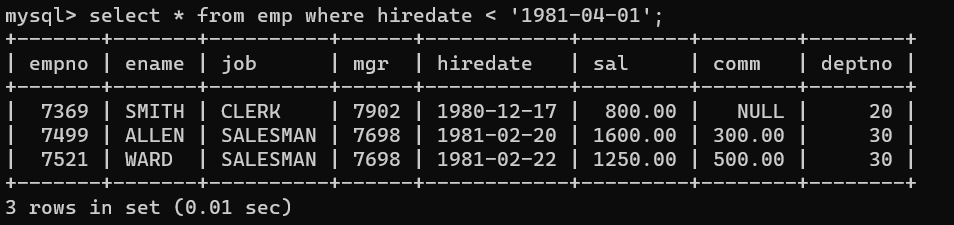 mysql> select * from emp where hiredate < '1981-04-01';
+-------+-------+----------+------+------------+---------+--------+--------+
| empno | ename | job      | mgr  | hiredate   | sal     | comm   | deptno |
+-------+-------+----------+------+------------+---------+--------+--------+
|  7369 | SMITH | CLERK    | 7902 | 1980-12-17 |  800.00 |   NULL |     20 |
|  7499 | ALLEN | SALESMAN | 7698 | 1981-02-20 | 1600.00 | 300.00 |     30 |
|  7521 | WARD  | SALESMAN | 7698 | 1981-02-22 | 1250.00 | 500.00 |     30 |
+-------+-------+----------+------+------------+---------+--------+--------+
3 rows in set (0.01 sec)